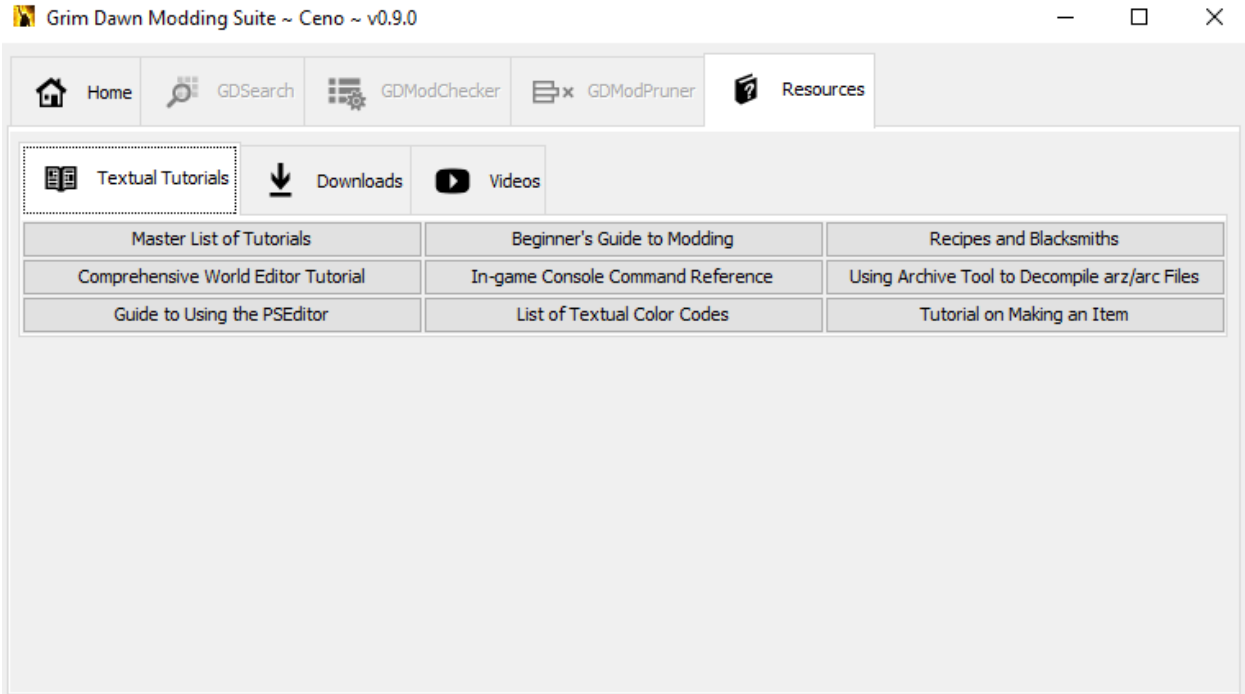 Grim Dawn Modding Suite ~ Ceno ~ v0.9.0
Home GDSearch GDModChecker GDModPruner Resources
Textual Tutorials Downloads Videos
Master List of Tutorials Beginner's Guide to Modding Recipes and Blacksmiths
Comprehensive World Editor Tutorial In-game Console Command Reference Using Archive Tool to Decompile arz/arc Files
Guide to Using the PSEditor List of Textual Color Codes Tutorial on Making an Item